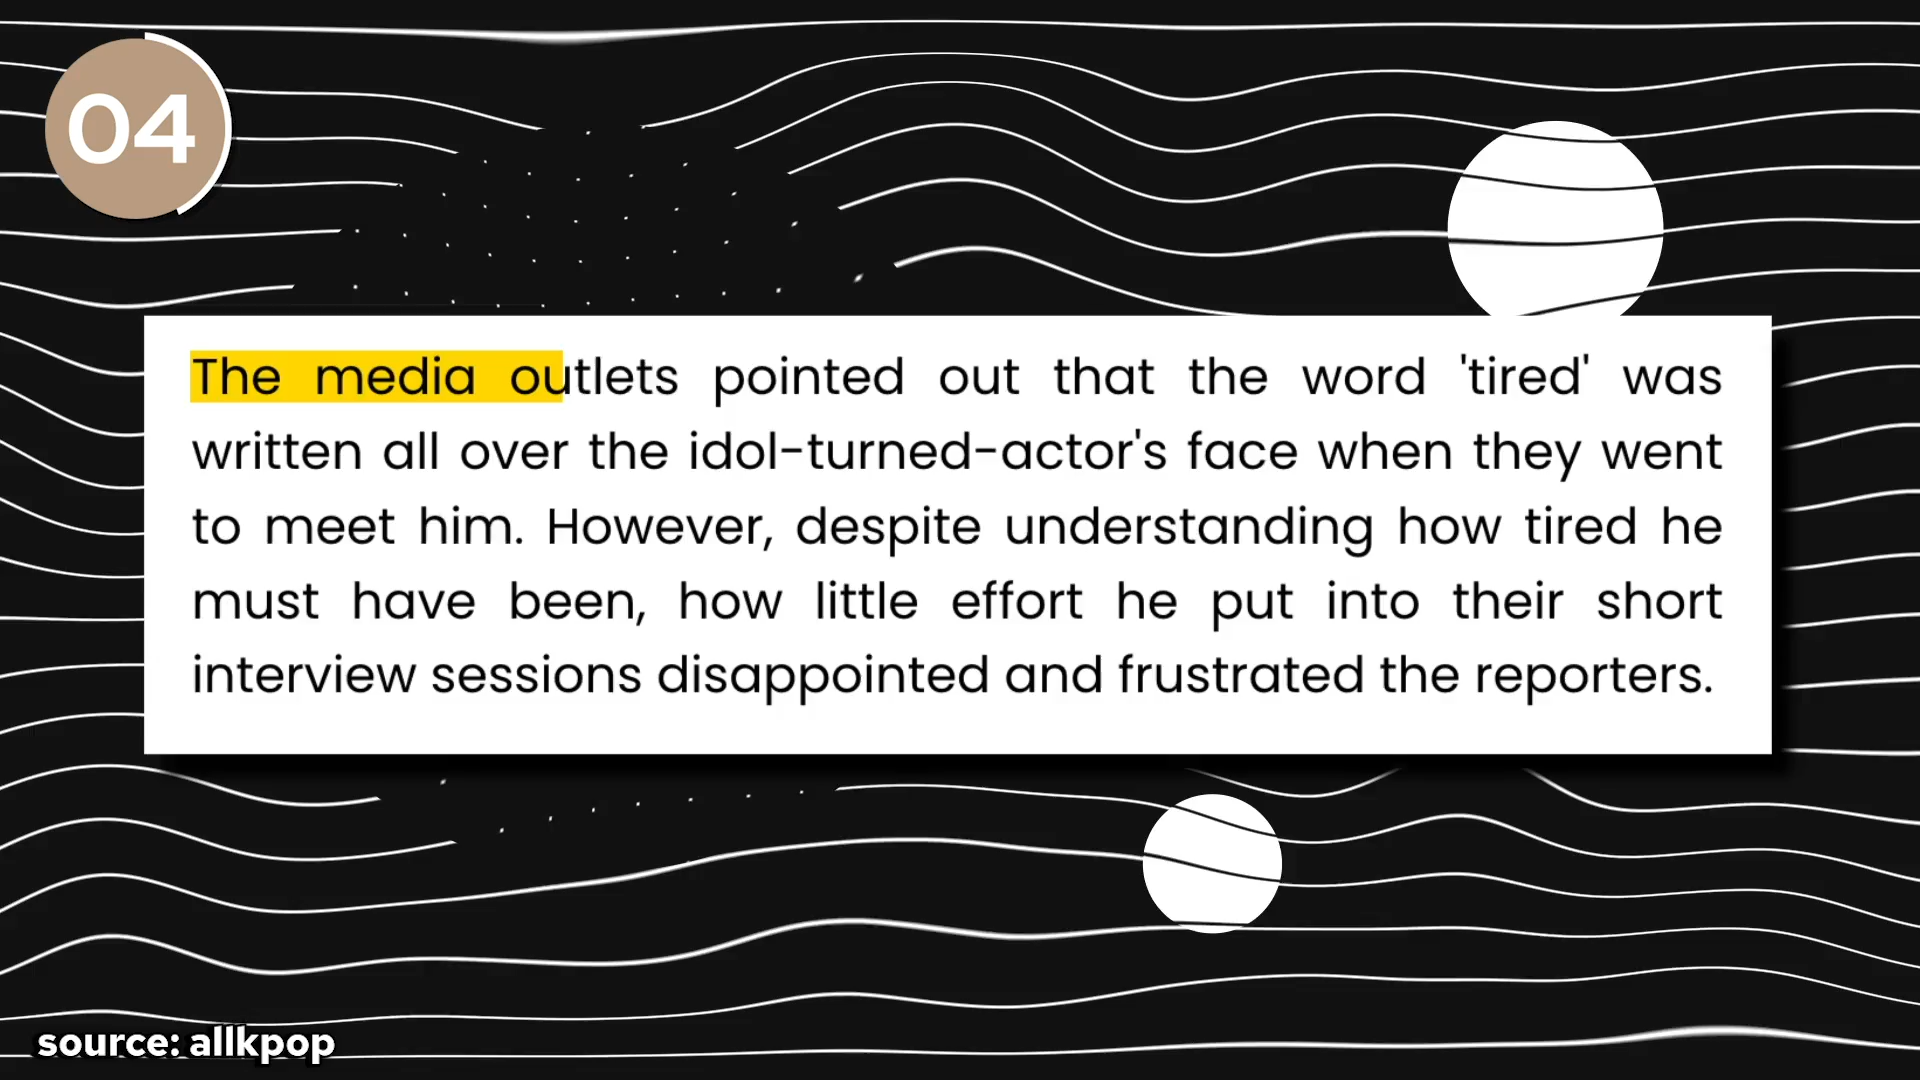 04
The media outlets pointed out that the word 'tired' was
written all over the idol-turned-actor's face when they went
to meet him. However, despite understanding how tired he
must have been, how little effort he put into their short
interview sessions disappointed and frustrated the reporters.
source: allkpop